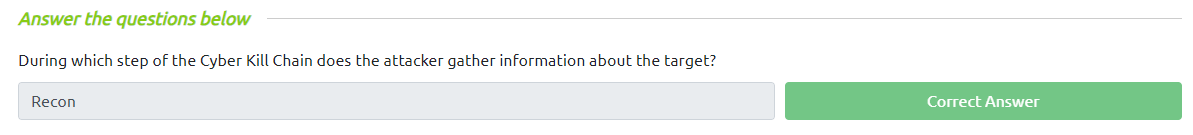 Answer the questions below
During which step of the Cyber Kill Chain does the attacker gather information about the target?
Recon
Correct Answer